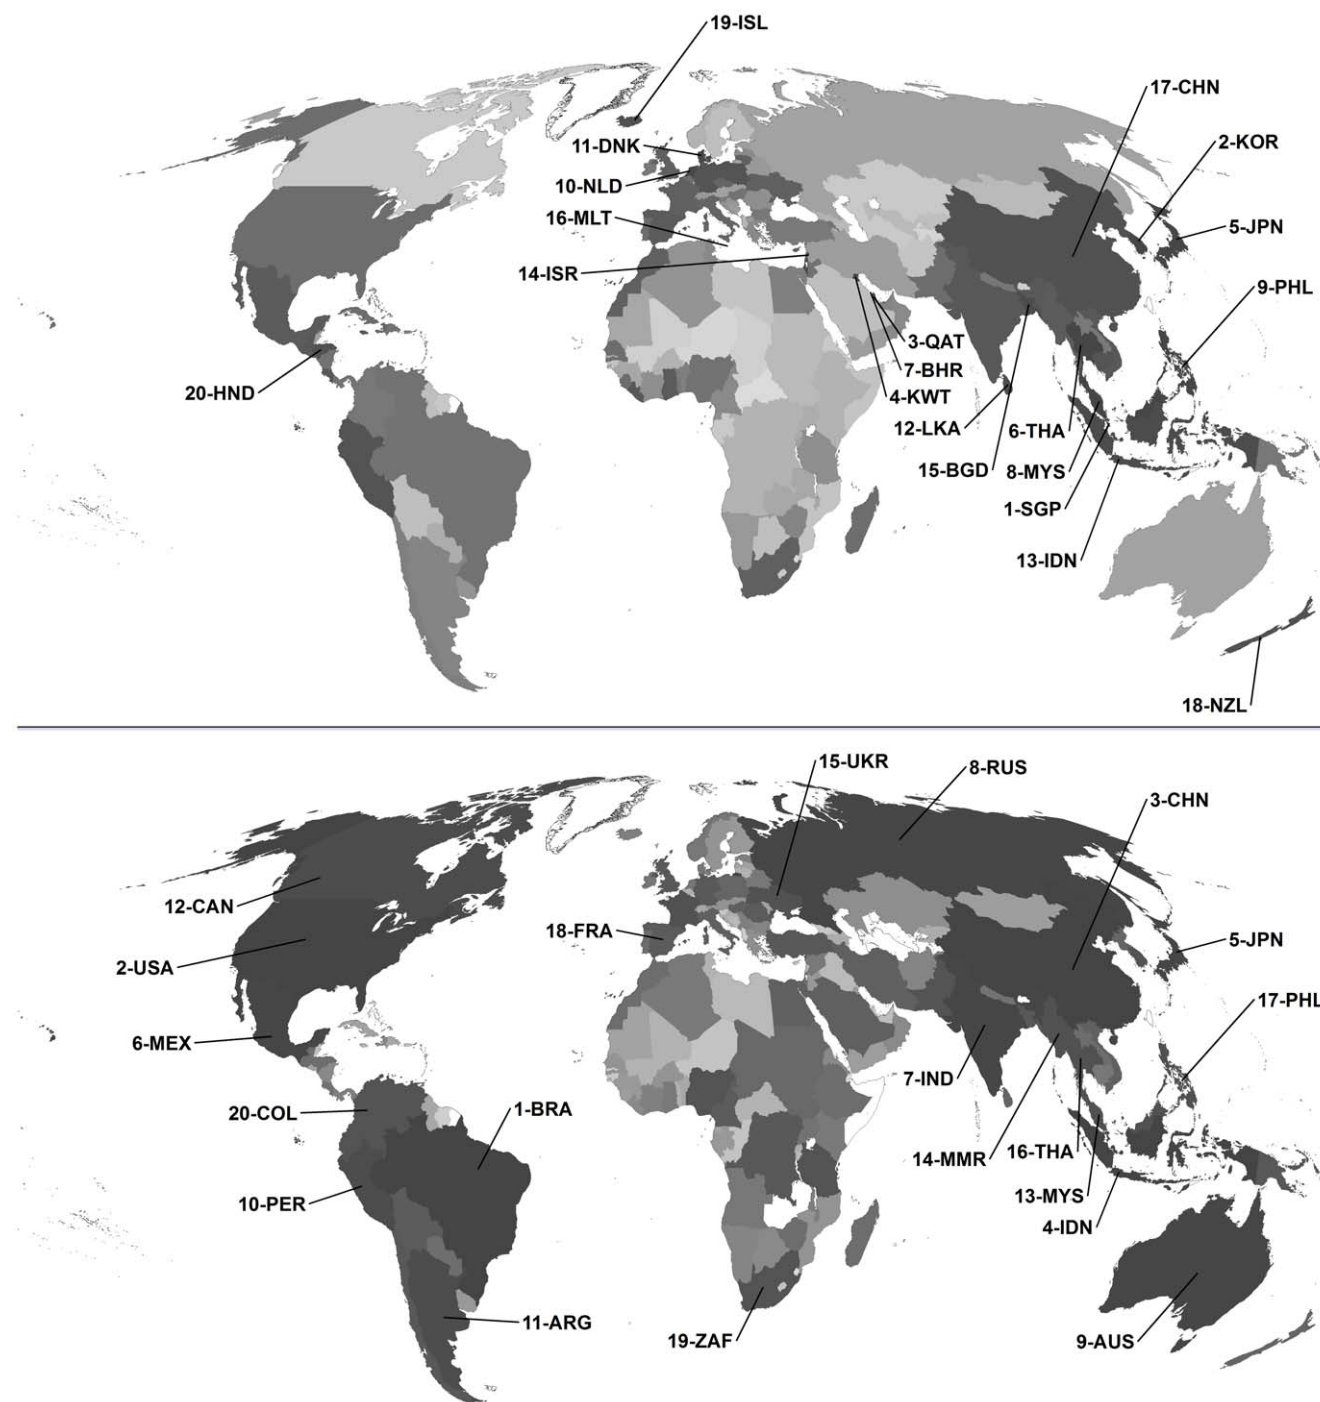 19-ISL
17-CHN
11-DNK
2-KOR
10-NLD
16-MLT
5-JPN
14-ISR
9-PHL
3-QAT
7-BHR
20-HND
4-KWT
12-LKA
6-THA
15-BGD
8-MYS
1-SGP
13-IDN
18-NZL
15-UKR
8-RUS
3-CHN
12-CAN
18-FRA
5-JPN
2-USA
17-PHL
6-MEX
7-IND
20-COL
1-BRA
14-MMR
16-THA
10-PER
13-MYS
4-IDN
11-ARG
19-ZAF
9-AUS